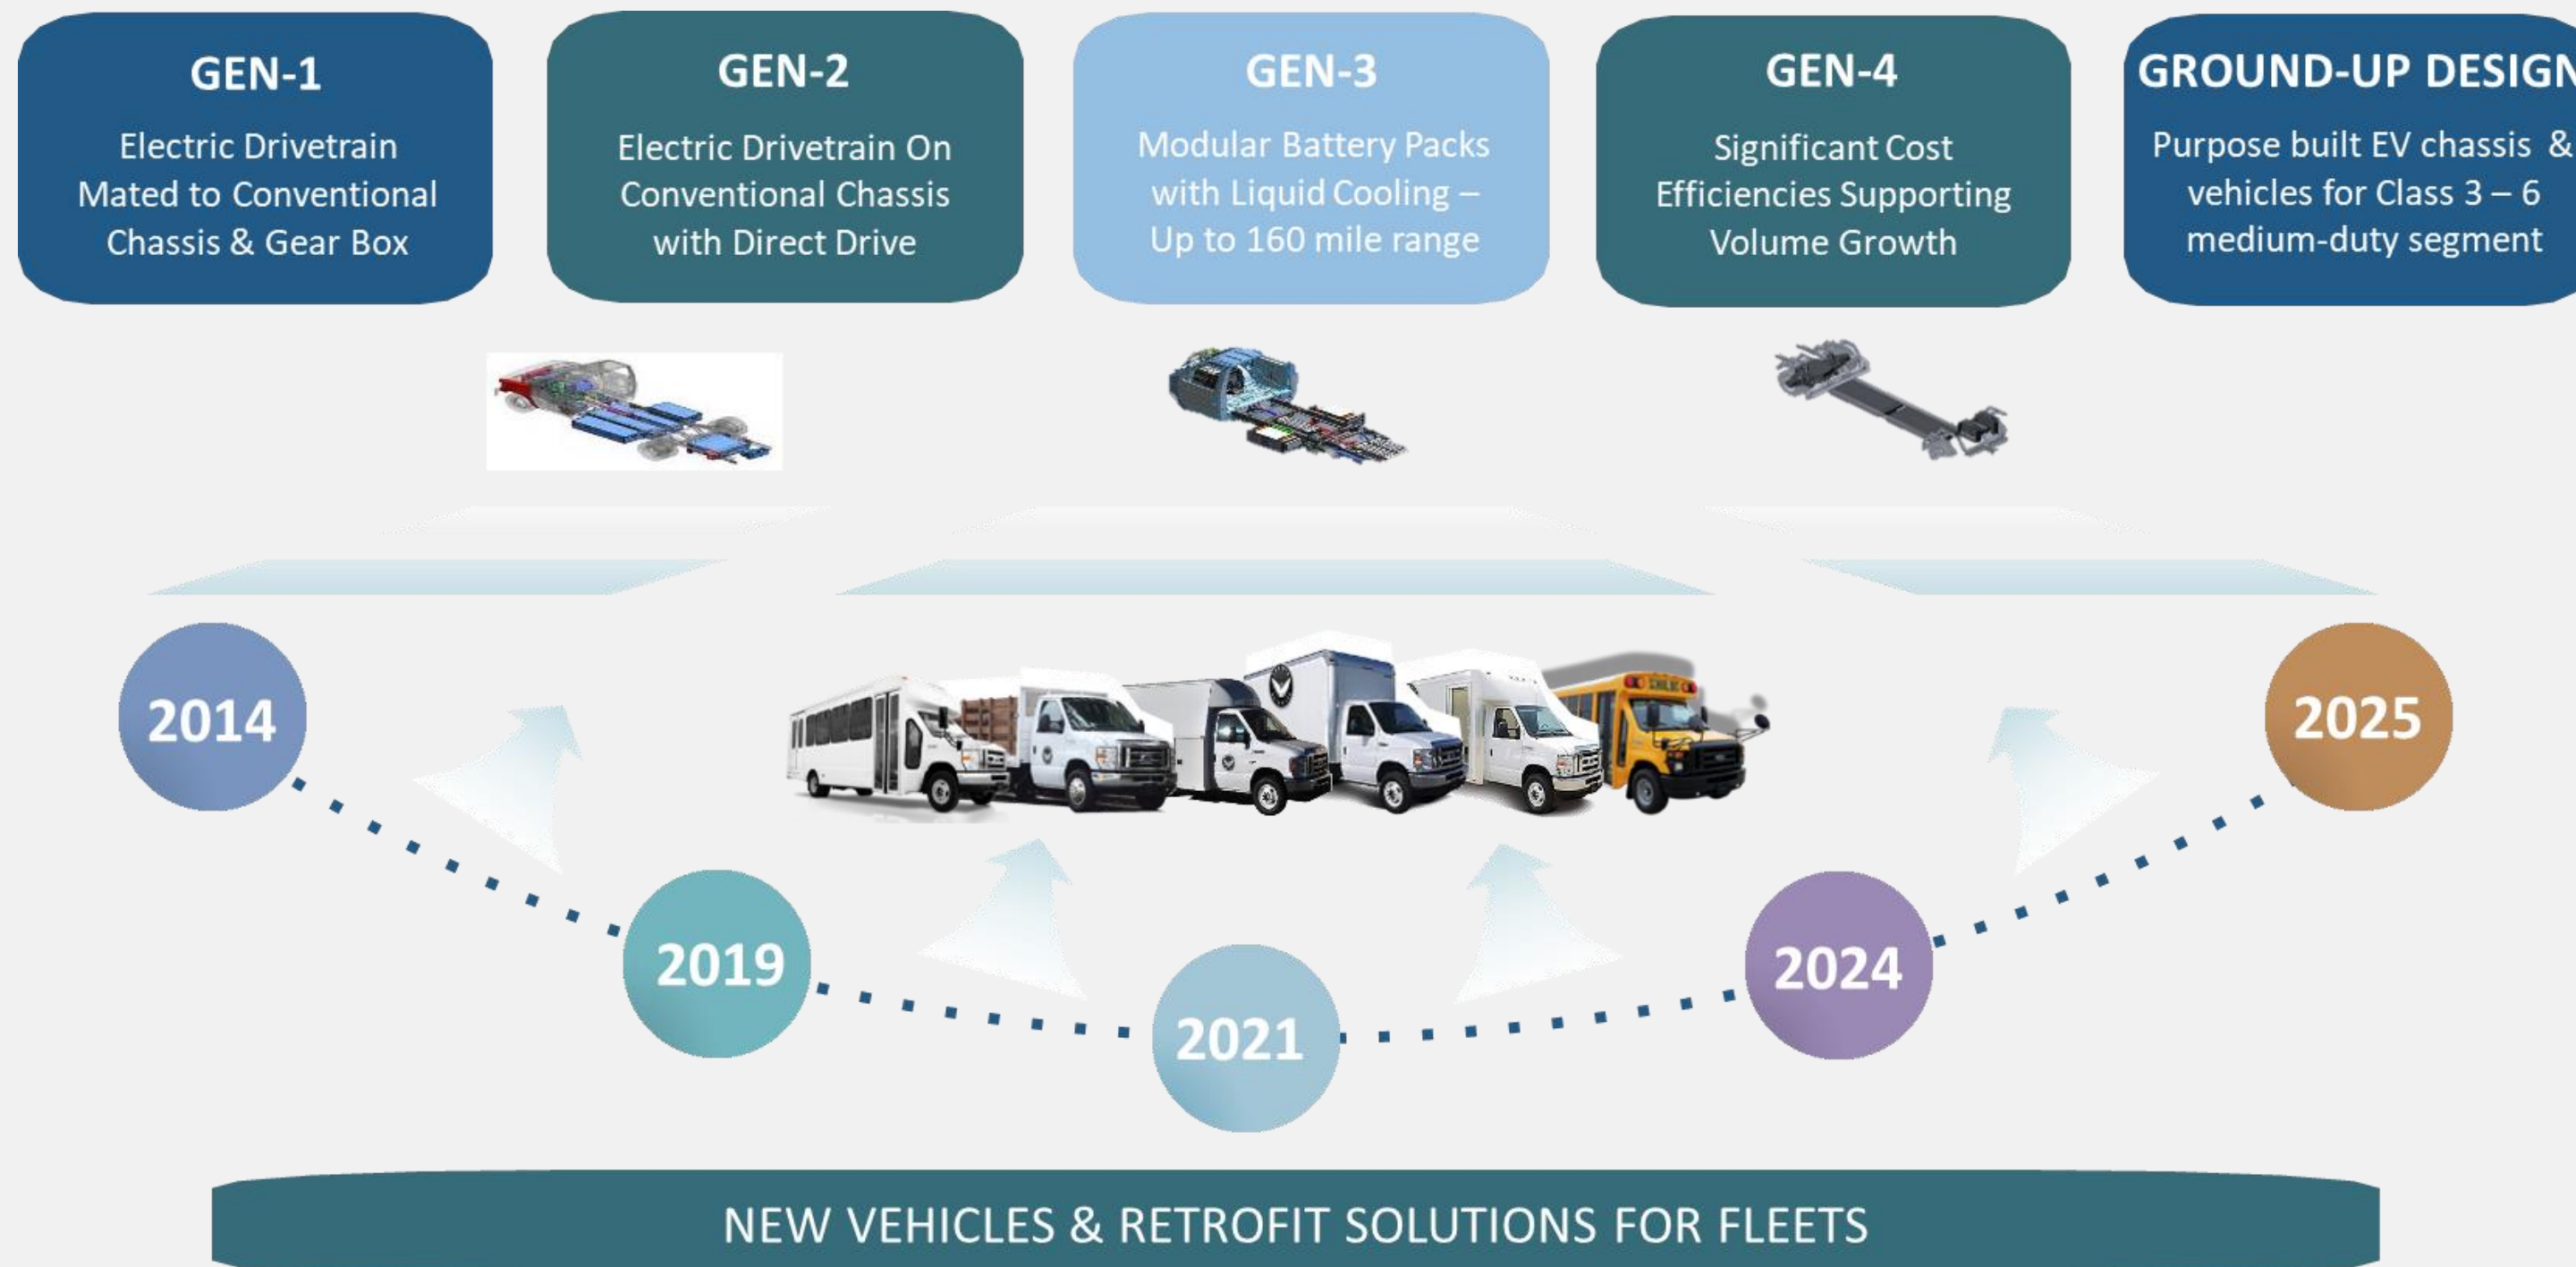 GEN-1
Electric Drivetrain
Mated to Conventional
Chassis & Gear Box
GEN-2
Electric Drivetrain On
Conventional Chassis
with Direct Drive
GEN-3
Modular Battery Packs
with Liquid Cooling –
Up to 160 mile range
GEN-4
Significant Cost
Efficiencies Supporting
Volume Growth
GROUND-UP DESIGN
Purpose built EV chassis &
vehicles for Class 3 – 6
medium-duty segment
2014
2019
2021
2024
2025
NEW VEHICLES & RETROFIT SOLUTIONS FOR FLEETS